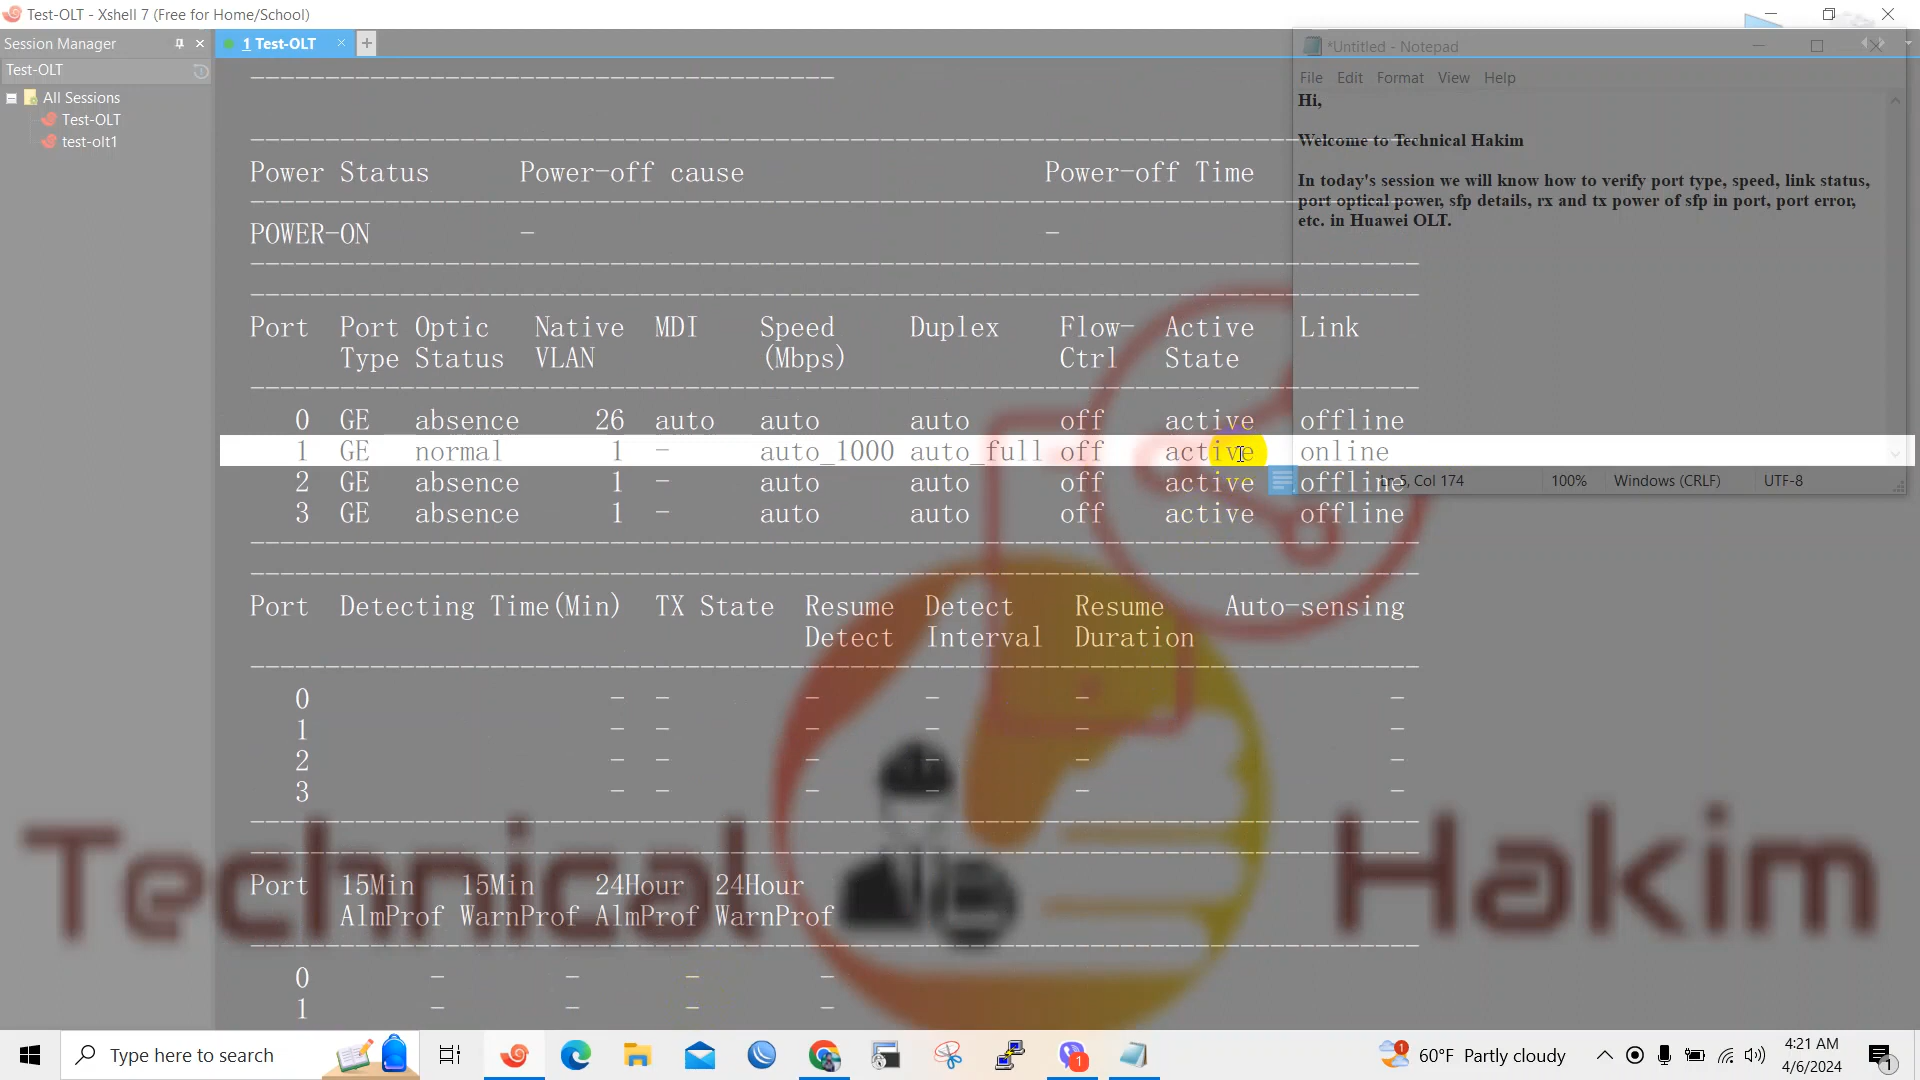 Test-OLT - Xshell 7 (Free for Home/School)
Session Manager
1 Test-OLT
Test-OLT
All Sessions
Test-OLT
test-olt1
*Untitled - Notepad
File Edit Format View Help
Hi,
Welcome to Technical Hakim
In today's session we will know how to verify port type, speed, link status,
port optical power, sfp details, rx and tx power of sfp in port, port error,
etc. in Huawei OLT.
Ln 5, Col 174 100% Windows (CRLF) UTF-8
Power Status Power-off cause Power-off Time
POWER-ON - -
Port Port Optic Native MDI Speed Duplex Flow- Active Link
Type Status VLAN (Mbps) Ctrl State
0 GE absence 26 auto auto auto off active offline
1 GE normal 1 - auto_1000 auto_full off active online
2 GE absence 1 - auto auto off active offline
3 GE absence 1 - auto auto off active offline
Port Detecting Time(Min) TX State Resume Detect Resume Auto-sensing
Detect Interval Duration
0 - - - - - -
1 - - - - - -
2 - - - - - -
3 - - - - - -
Port 15Min 15Min 24Hour 24Hour
AlmProf WarnProf AlmProf WarnProf
0 - - - -
1 - - - -
Technical Hakim
Type here to search
1
1
60°F Partly cloudy
4:21 AM
4/6/2024
1